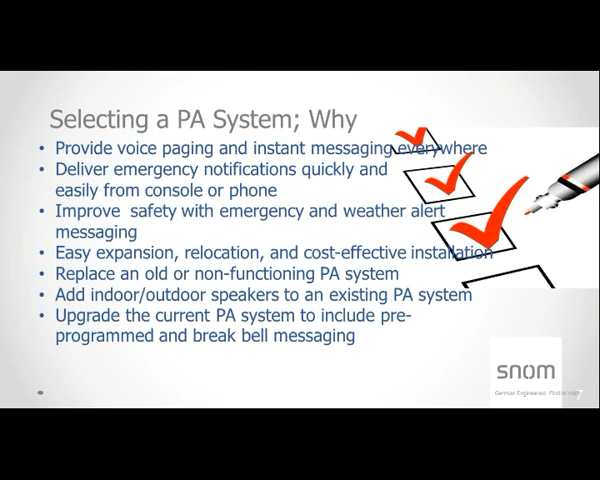 Selecting a PA System; Why
• Provide voice paging and instant messaging everywhere
• Deliver emergency notifications quickly and
easily from console or phone
• Improve safety with emergency and weather alert
messaging
• Easy expansion, relocation, and cost-effective installation
• Replace an old or non-functioning PA system
• Add indoor/outdoor speakers to an existing PA system
• Upgrade the current PA system to include pre-
programmed and break bell messaging
snom
German Engineered. First in VoIP.
7